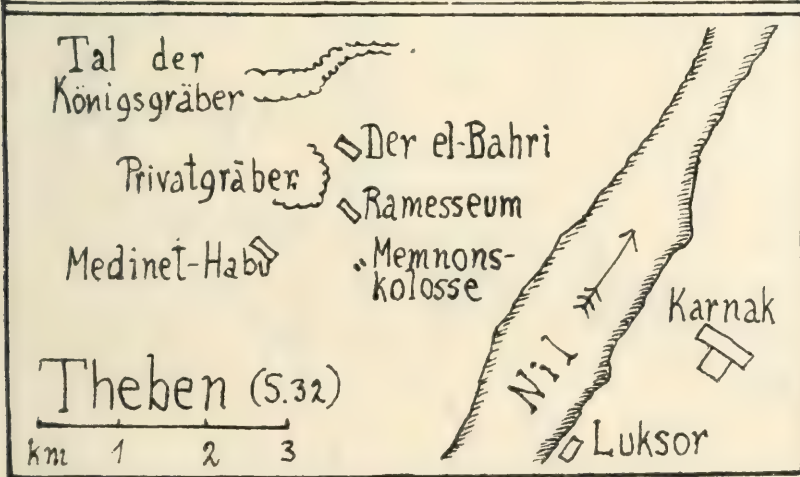 Tal der
Königsgräber
Privatgräber
Der el-Bahri
Ramesseum
Medinet-Habu
Memnons-
kolosse
Karnak
Nil
Theben (S.32)
km 1 2 3
Luksor